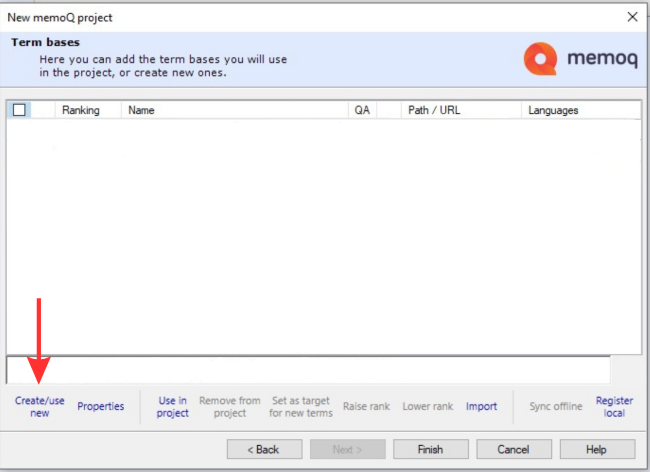 New memoQ project
Term bases
Here you can add the term bases you will use
in the project, or create new ones.
memoq
Ranking Name QA Path / URL Languages
Create/use new Properties Use in project Remove from project Set as target for new terms Raise rank Lower rank Import Sync offline Register local
< Back Next > Finish Cancel Help